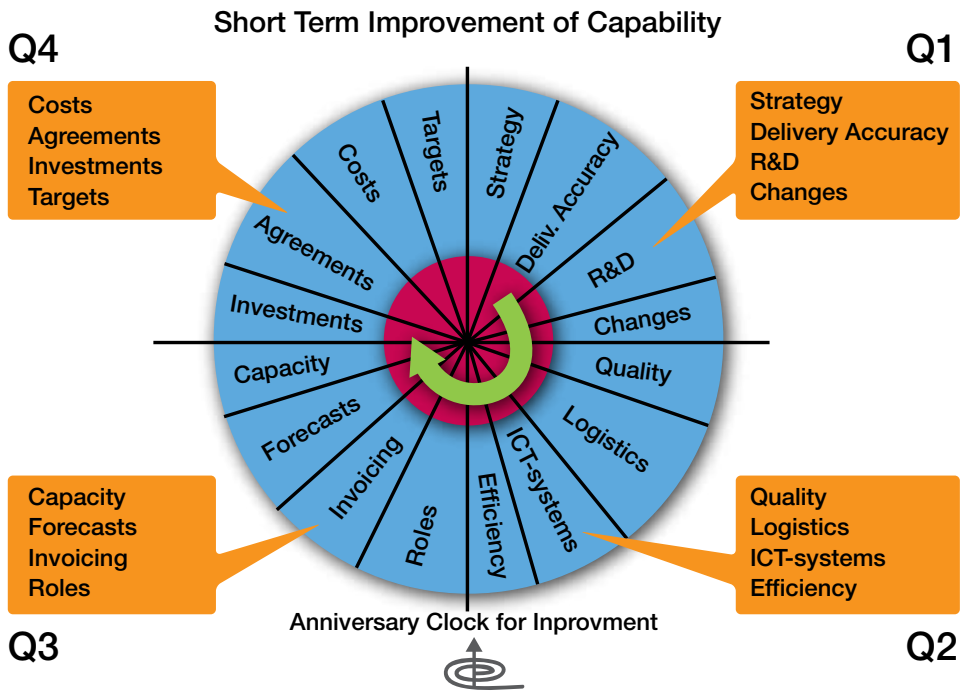 Short Term Improvement of Capability
Q4
Q1
Costs
Agreements
Investments
Targets
Strategy
Delivery Accuracy
R&D
Changes
Targets
Strategy
Costs
Deliv. Accuracy
Agreements
R&D
Investments
Changes
Capacity
Quality
Forecasts
Logistics
Invoicing
ICT-systems
Roles
Efficiency
Capacity
Forecasts
Invoicing
Roles
Quality
Logistics
ICT-systems
Efficiency
Anniversary Clock for Inprovment
Q3
Q2